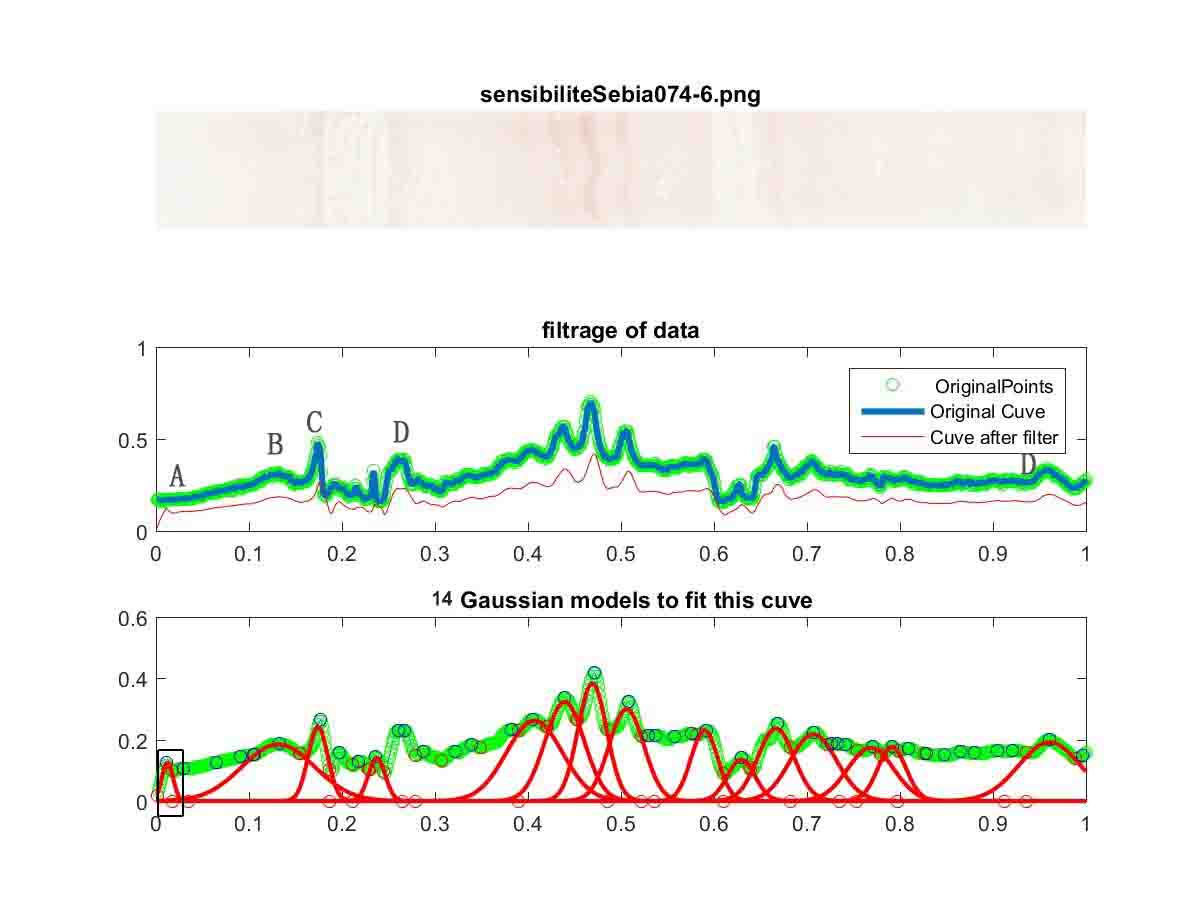 sensibiliteSebia074-6.png
filtrage of data
1
0.5
0
A
B
C
D
D
OriginalPoints
Original Cuve
Cuve after filter
0 0.1 0.2 0.3 0.4 0.5 0.6 0.7 0.8 0.9 1
14 Gaussian models to fit this cuve
0.6
0.4
0.2
0
0 0.1 0.2 0.3 0.4 0.5 0.6 0.7 0.8 0.9 1